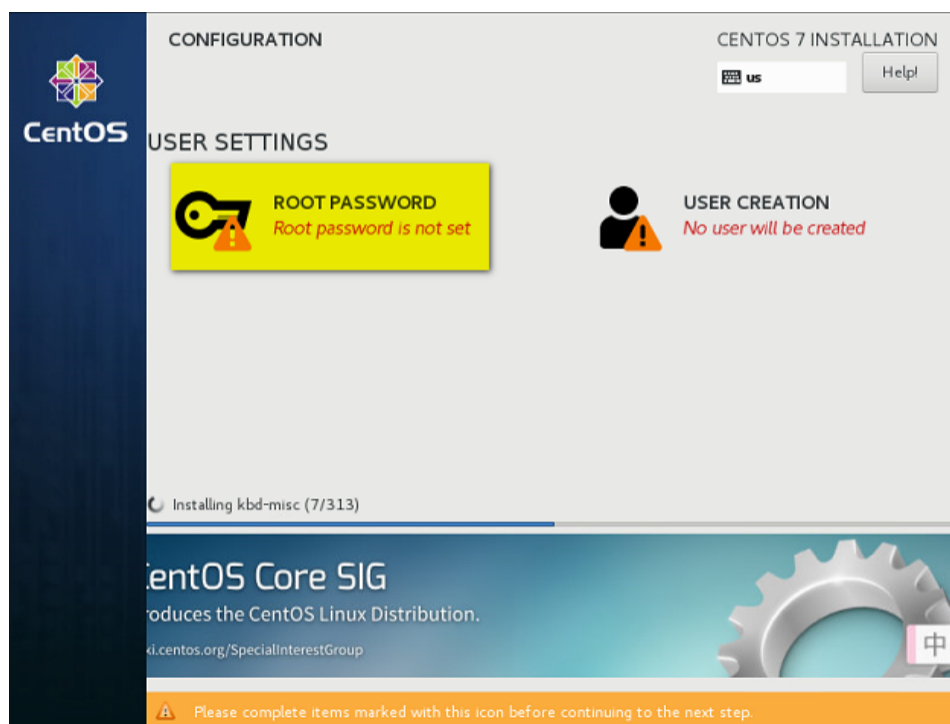 CONFIGURATION
CENTOS 7 INSTALLATION
us
Help!
CentOS
USER SETTINGS
ROOT PASSWORD
Root password is not set
USER CREATION
No user will be created
Installing kbd-misc (7/313)
CentOS Core SIG
roduces the CentOS Linux Distribution.
ki.centos.org/SpecialInterestGroup
中
Please complete items marked with this icon before continuing to the next step.